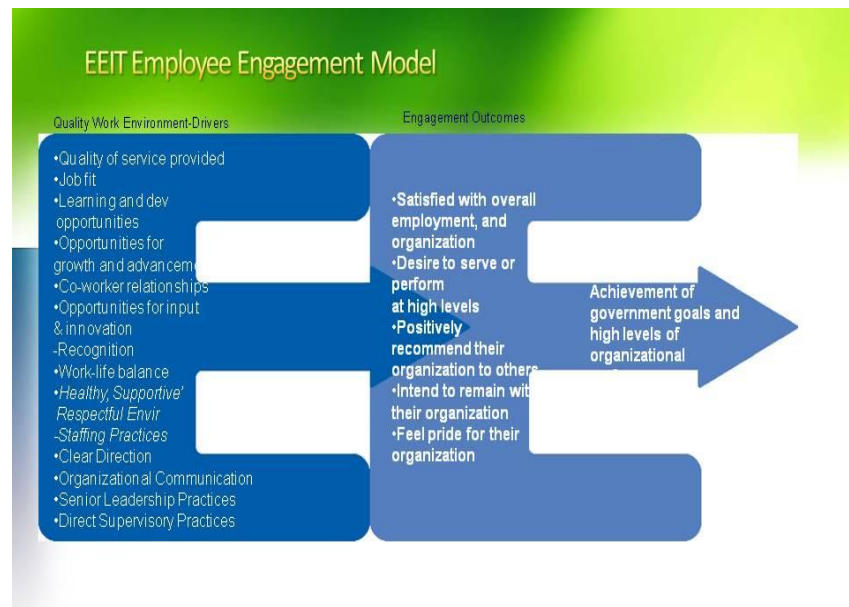 EEIT Employee Engagement Model
Quality Work Environment-Drivers
•Quality of service provided
•Job fit
•Learning and dev
opportunities
•Opportunities for
growth and advancem
•Co-worker relationships
•Opportunities for input
& innovation
-Recognition
•Work-life balance
•Healthy, Supportive'
Respectful Envir
-Staffing Practices
•Clear Direction
•Organizational Communication
•Senior Leadership Practices
•Direct Supervisory Practices
Engagement Outcomes
•Satisfied with overall
employment, and
organization
•Desire to serve or
perform
at high levels
•Positively
recommend their
organization to others
•Intend to remain wit
their organization
•Feel pride for their
organization
Achievement of
government goals and
high levels of
organizational